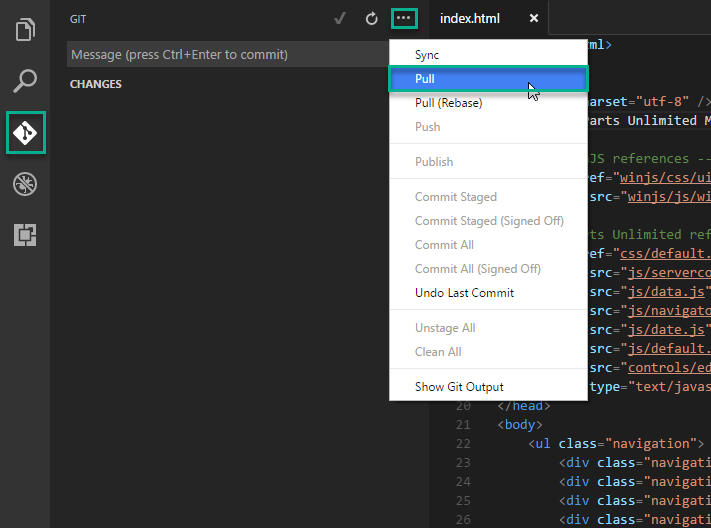 GIT
index.html
Message (press Ctrl+Enter to commit)
CHANGES
Sync
Pull
Pull (Rebase)
Push
Publish
Commit Staged
Commit Staged (Signed Off)
Commit All
Commit All (Signed Off)
Undo Last Commit
Unstage All
Clean All
Show Git Output
ml>
harset="utf-8" />
arts Unlimited M
JS references --
ref="winjs/css/ui
src="winjs/js/wi
rts Unlimited ref
ref="css/default.
src="js/serverco
src="js/data.js"
src="js/navigato
src="js/date.js"
src="js/default.
src="controls/ed
type="text/javas
20 </head>
21 <body>
22 <ul class="navigation">
23 <div class="navigati
24 <div class="navigati
25 <div class="navigati
26 <div class="navigati